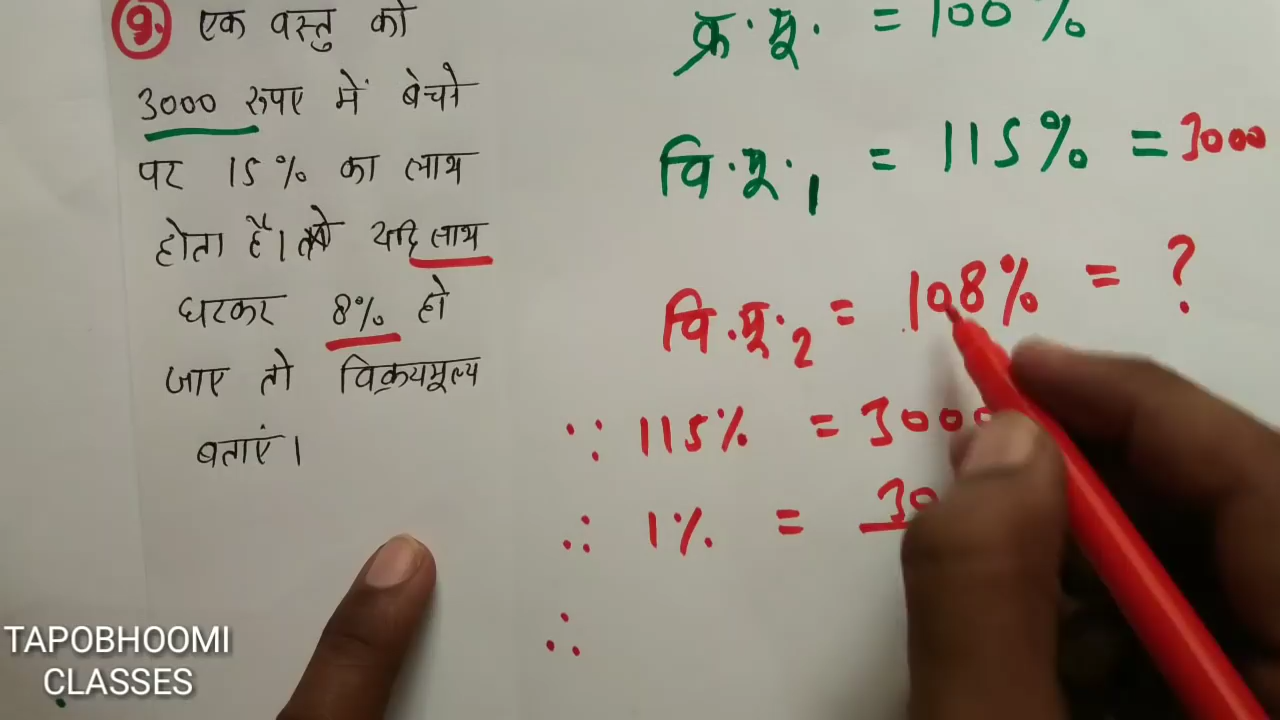 9. एक वस्तु को
3000 रुपए में बेचने
पर 15% का लाभ
होता है। यदि लाभ
घटकर 8% हो
जाए तो विक्रयमूल्य
बताएं।
क्र.मू. = 100%
वि.मू.1 = 115% = 3000
वि.मू.2 = 108% = ?
∵ 115% = 3000
∴ 1% = 30
∴
TAPOBHOOMI
CLASSES